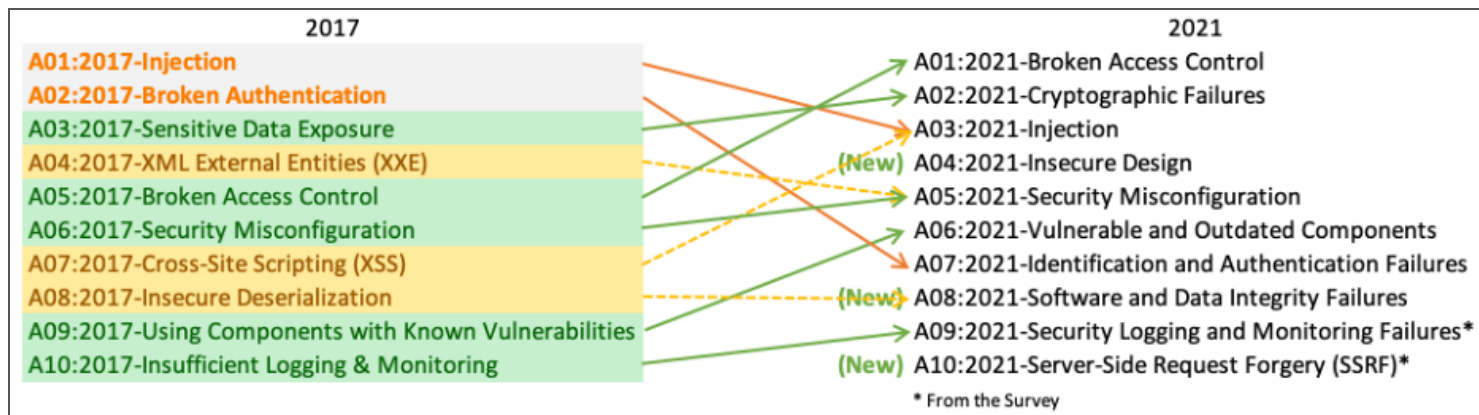 2017
2021
A01:2017-Injection
A02:2017-Broken Authentication
A03:2017-Sensitive Data Exposure
A04:2017-XML External Entities (XXE)
A05:2017-Broken Access Control
A06:2017-Security Misconfiguration
A07:2017-Cross-Site Scripting (XSS)
A08:2017-Insecure Deserialization
A09:2017-Using Components with Known Vulnerabilities
A10:2017-Insufficient Logging & Monitoring
A01:2021-Broken Access Control
A02:2021-Cryptographic Failures
A03:2021-Injection
(New) A04:2021-Insecure Design
A05:2021-Security Misconfiguration
A06:2021-Vulnerable and Outdated Components
A07:2021-Identification and Authentication Failures
(New) A08:2021-Software and Data Integrity Failures
A09:2021-Security Logging and Monitoring Failures*
(New) A10:2021-Server-Side Request Forgery (SSRF)*
* From the Survey